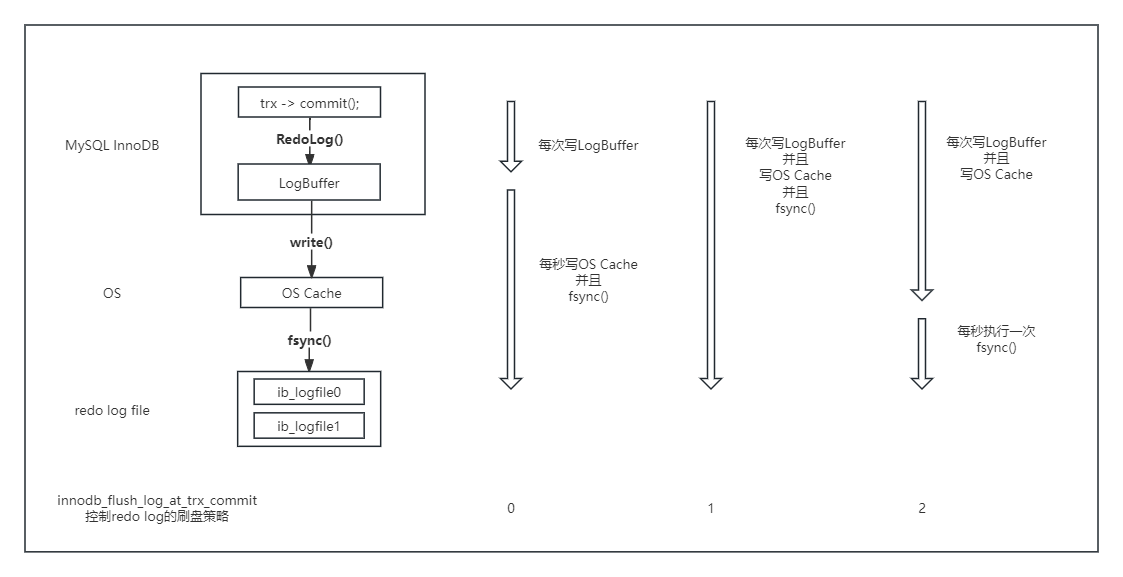 trx -> commit();
MySQL InnoDB
RedoLog()
LogBuffer
write()
OS
OS Cache
fsync()
redo log file
ib_logfile0
ib_logfile1
每次写LogBuffer
每秒写OS Cache
并且
fsync()
每次写LogBuffer
并且
写OS Cache
并且
fsync()
每次写LogBuffer
并且
写OS Cache
每秒执行一次
fsync()
innodb_flush_log_at_trx_commit
控制redo log的刷盘策略
0
1
2